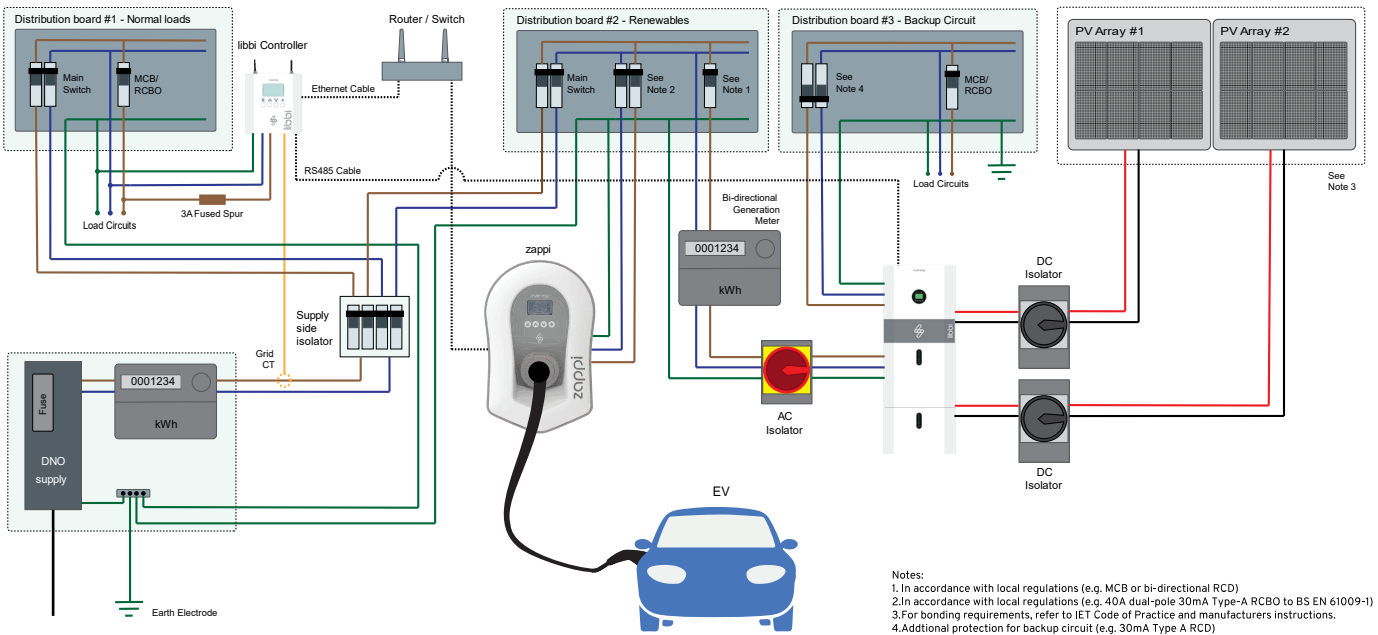 Distribution board #1 - Normal loads
Main
Switch
MCB/
RCBO
Load Circuits
3A Fused Spur
libbi Controller
libbi
Router / Switch
Ethernet Cable
RS485 Cable
Distribution board #2 - Renewables
Main
Switch
See
Note 2
See
Note 1
Distribution board #3 - Backup Circuit
See
Note 4
MCB/
RCBO
Load Circuits
PV Array #1
PV Array #2
See
Note 3
Bi-directional
Generation
Meter
0001234
kWh
zappi
zappi
Supply
side
isolator
Grid
CT
Fuse
DNO
supply
0001234
kWh
Earth Electrode
AC
Isolator
libbi
DC
Isolator
DC
Isolator
EV
Notes:
1. In accordance with local regulations (e.g. MCB or bi-directional RCD)
2.In accordance with local regulations (e.g. 40A dual-pole 30mA Type-A RCBO to BS EN 61009-1)
3.For bonding requirements, refer to IET Code of Practice and manufacturers instructions.
4.Addtional protection for backup circuit (e.g. 30mA Type A RCD)